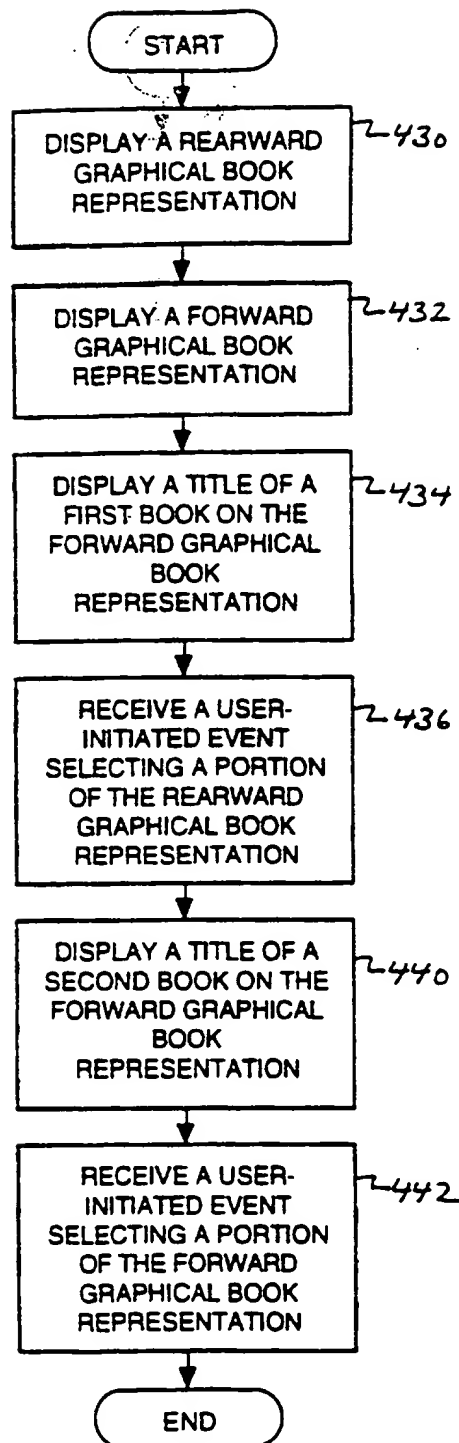 START
DISPLAY A REARWARD
GRAPHICAL BOOK
REPRESENTATION
430
DISPLAY A FORWARD
GRAPHICAL BOOK
REPRESENTATION
432
DISPLAY A TITLE OF A
FIRST BOOK ON THE
FORWARD GRAPHICAL
BOOK
REPRESENTATION
434
RECEIVE A USER-
INITIATED EVENT
SELECTING A PORTION
OF THE REARWARD
GRAPHICAL BOOK
REPRESENTATION
436
DISPLAY A TITLE OF A
SECOND BOOK ON THE
FORWARD GRAPHICAL
BOOK
REPRESENTATION
440
RECEIVE A USER-
INITIATED EVENT
SELECTING A PORTION
OF THE FORWARD
GRAPHICAL BOOK
REPRESENTATION
442
END